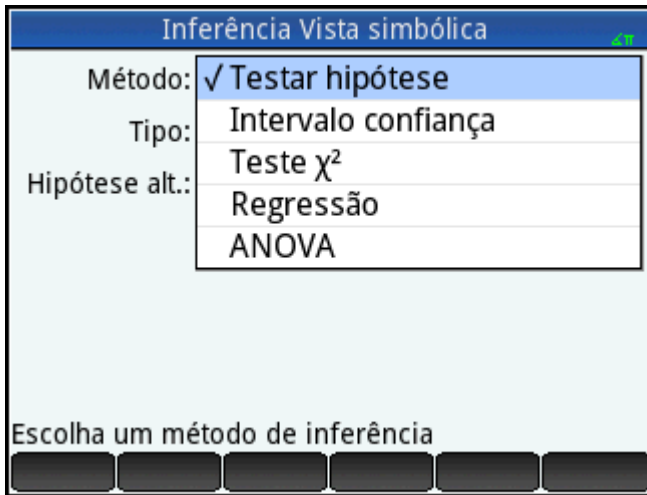 Inferência Vista simbólica
∡π
Método: √ Testar hipótese
Intervalo confiança
Tipo:
Teste χ²
Hipótese alt.:
Regressão
ANOVA
Escolha um método de inferência